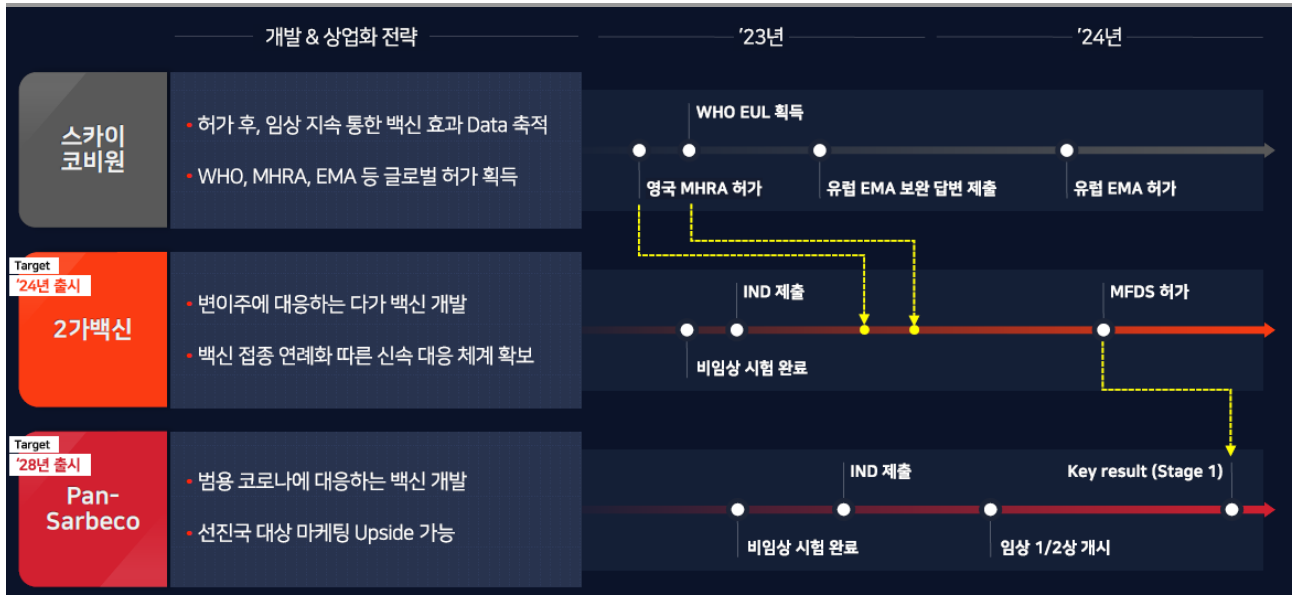 개발 & 상업화 전략
'23년
'24년
스카이
코비원
허가 후, 임상 지속 통한 백신 효과 Data 축적
WHO, MHRA, EMA 등 글로벌 허가 획득
WHO EUL 획득
영국 MHRA 허가
유럽 EMA 보완 답변 제출
유럽 EMA 허가
Target
'24년 출시
2가백신
변이주에 대응하는 다가 백신 개발
백신 접종 연례화 따른 신속 대응 체계 확보
IND 제출
MFDS 허가
비임상 시험 완료
Target
'28년 출시
Pan-
Sarbeco
범용 코로나에 대응하는 백신 개발
선진국 대상 마케팅 Upside 가능
IND 제출
Key result (Stage 1)
비임상 시험 완료
임상 1/2상 개시